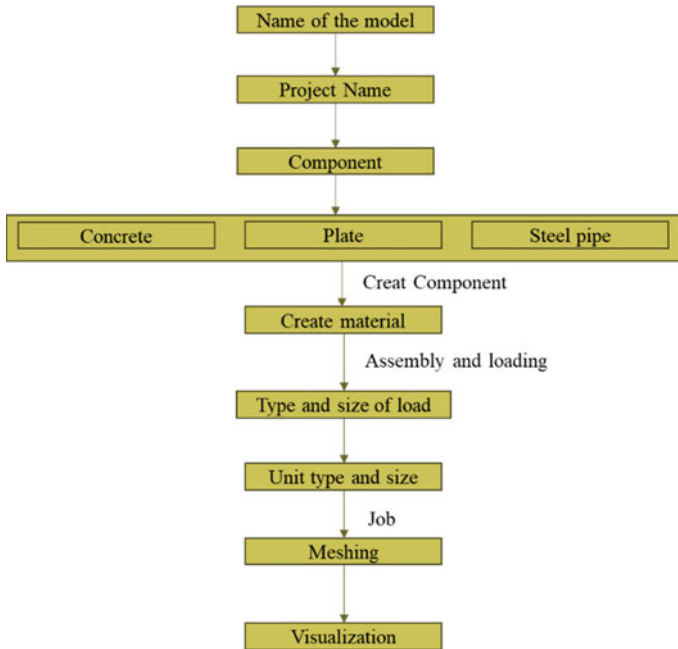 Name of the model
Project Name
Component
Concrete
Plate
Steel pipe
Creat Component
Create material
Assembly and loading
Type and size of load
Unit type and size
Job
Meshing
Visualization